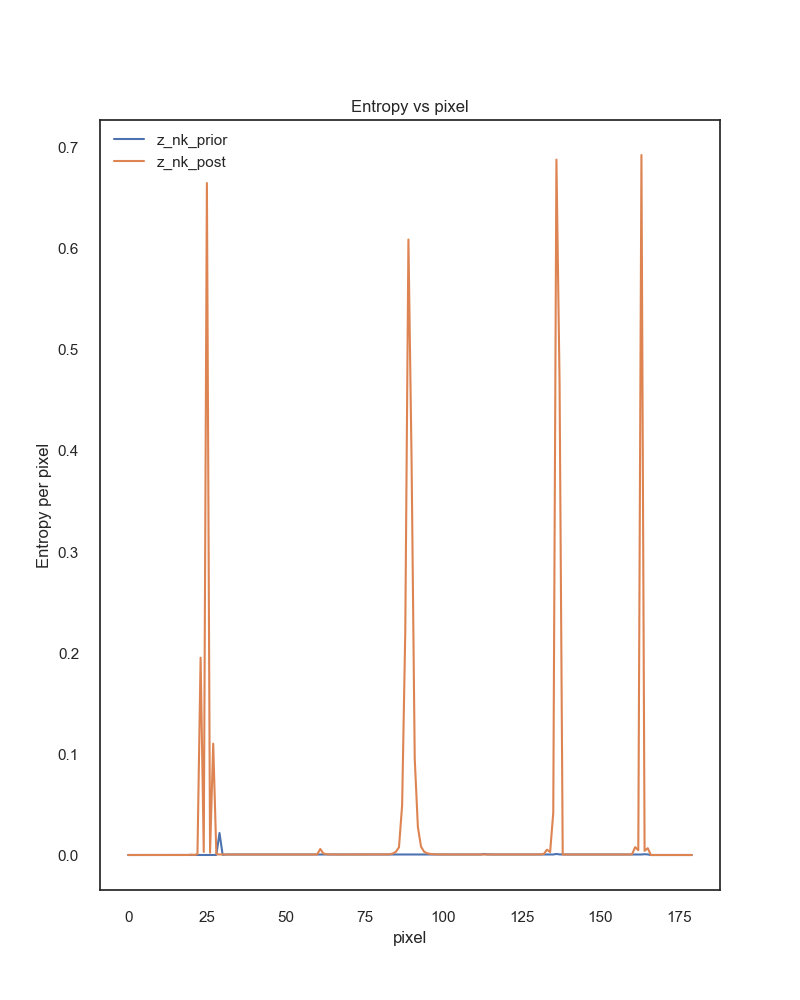 Entropy vs pixel
z_nk_prior
z_nk_post
0.7
0.6
0.5
0.4
0.3
0.2
0.1
0.0
Entropy per pixel
0 25 50 75 100 125 150 175
pixel